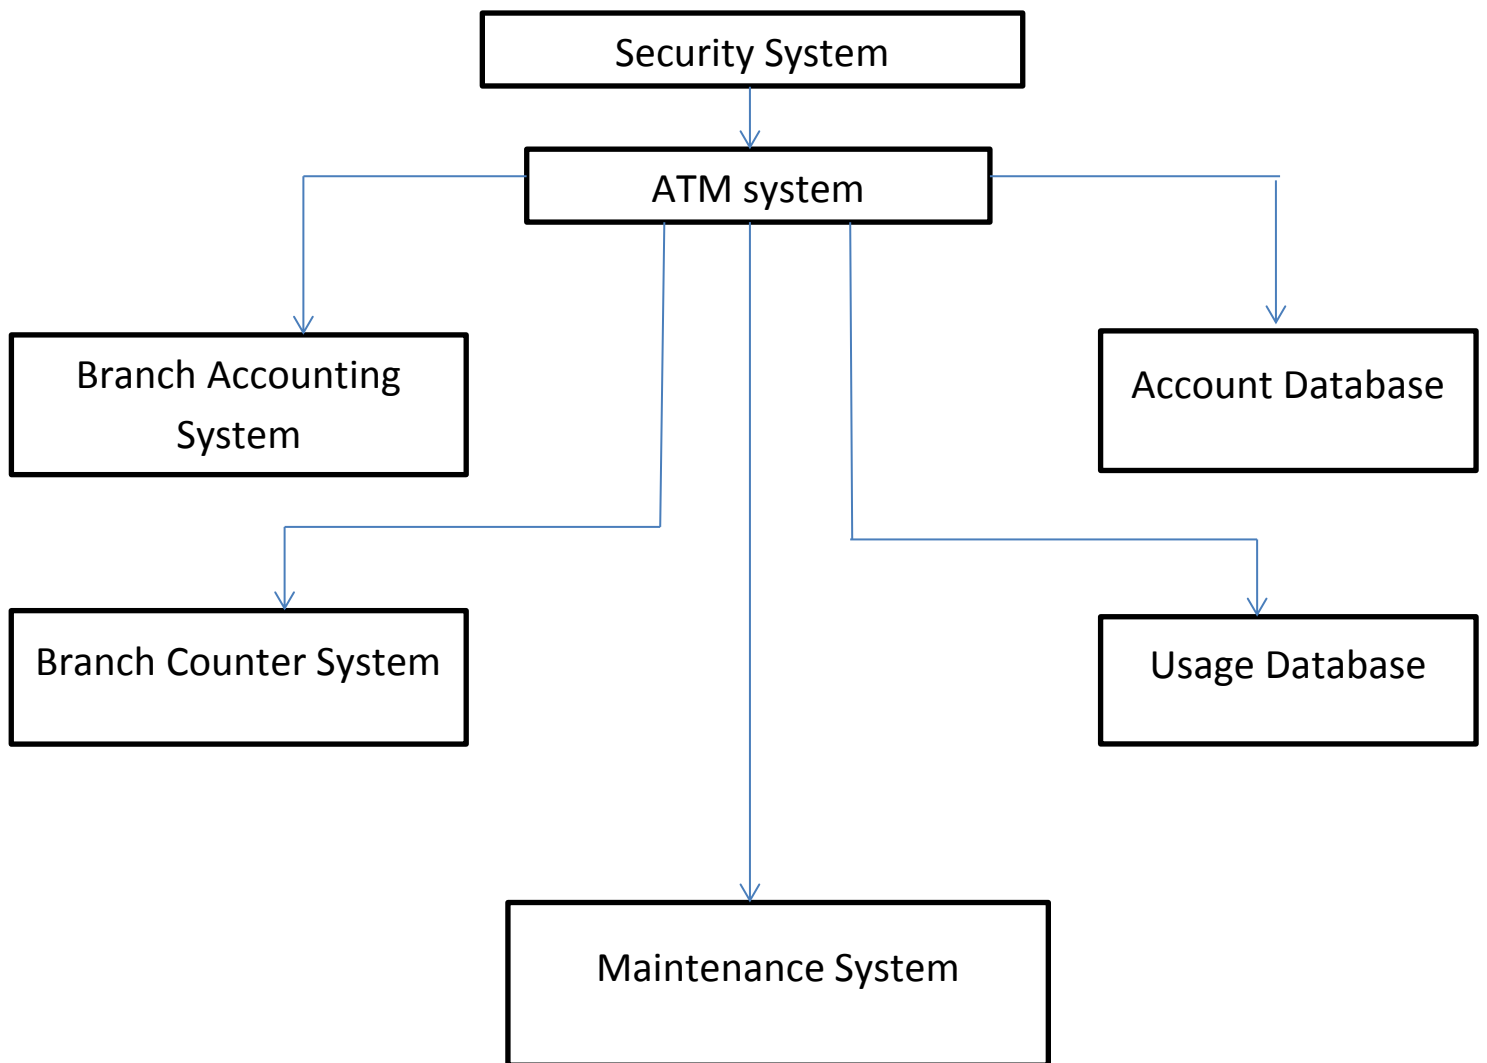 Security System
ATM system
Branch Accounting
System
Account Database
Branch Counter System
Usage Database
Maintenance System